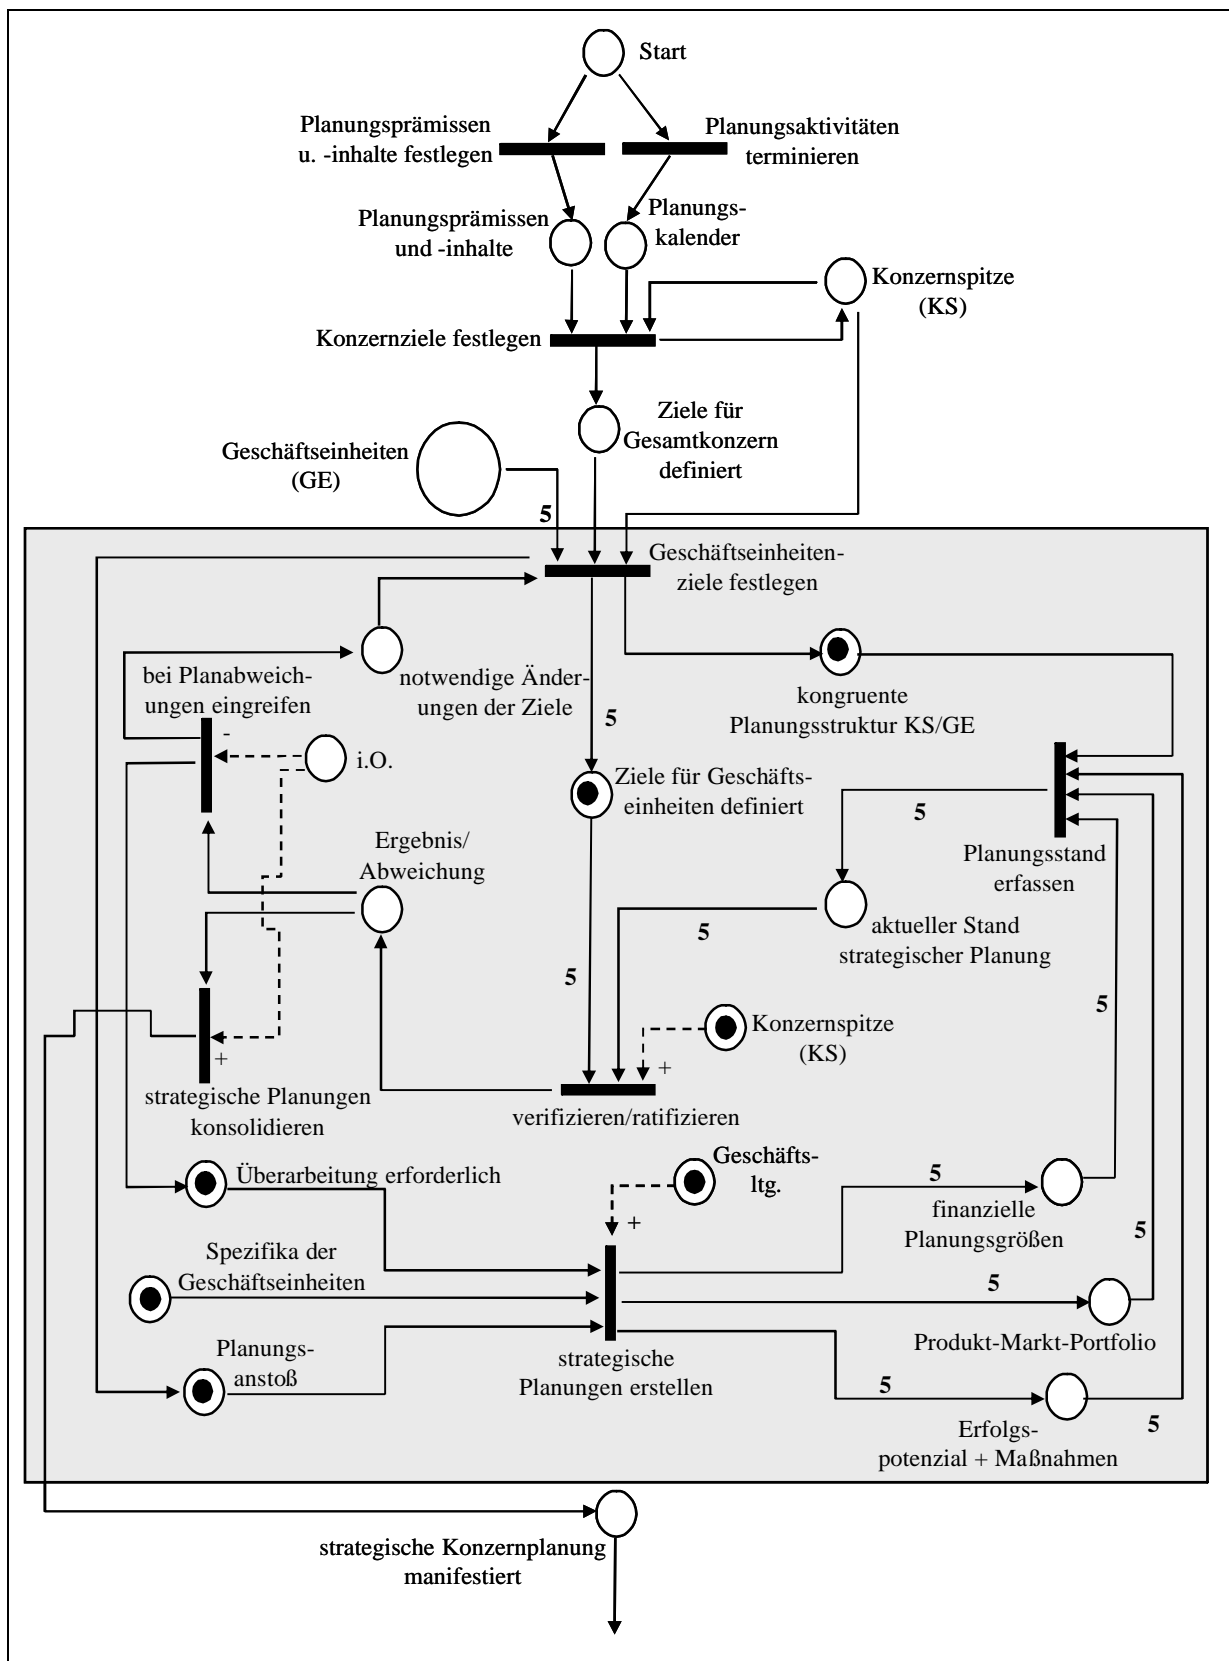 Start
Planungsprämissen
u. -inhalte festlegen
Planungsaktivitäten
terminieren
Planungsprämissen
und -inhalte
Planungs-
kalender
Konzernspitze
(KS)
Konzernziele festlegen
Ziele für
Gesamtkonzern
definiert
Geschäftseinheiten
(GE)
5
Geschäftseinheiten-
ziele festlegen
bei Planabweich-
ungen eingreifen
notwendige Änder-
ungen der Ziele
kongruente
Planungsstruktur KS/GE
5
-
i.O.
Ziele für Geschäfts-
einheiten definiert
5
Planungsstand
erfassen
Ergebnis/
Abweichung
aktueller Stand
strategischer Planung
5
5
5
Konzernspitze
(KS)
+
+
strategische Planungen
konsolidieren
verifizieren/ratifizieren
Überarbeitung erforderlich
Geschäfts-
ltg.
+
5
finanzielle
Planungsgrößen
5
Spezifika der
Geschäftseinheiten
5
Produkt-Markt-Portfolio
Planungs-
anstoß
strategische
Planungen erstellen
5
5
Erfolgs-
potenzial + Maßnahmen
strategische Konzernplanung
manifestiert